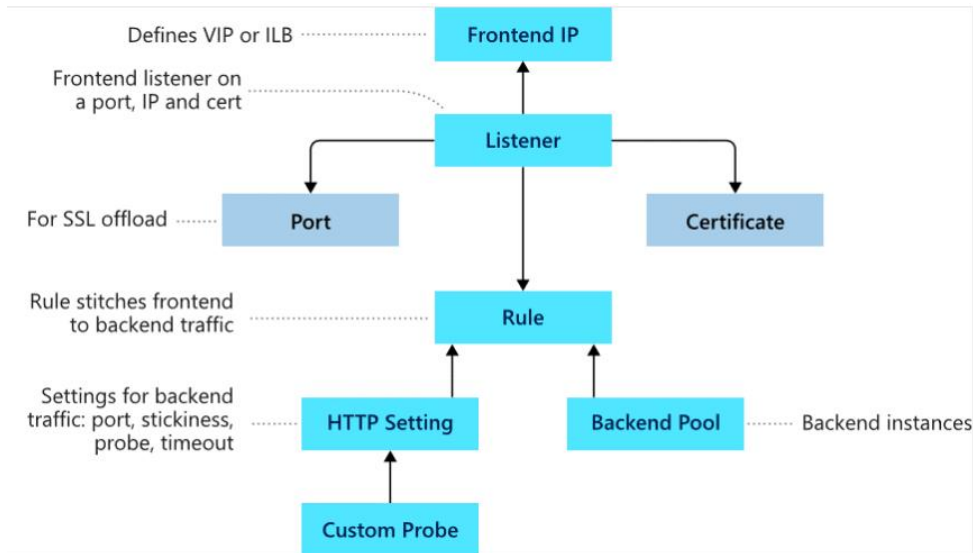 Defines VIP or ILB
Frontend IP
Frontend listener on
a port, IP and cert
Listener
For SSL offload
Port
Certificate
Rule stitches frontend
to backend traffic
Rule
Settings for backend
traffic: port, stickiness,
probe, timeout
HTTP Setting
Backend Pool
Backend instances
Custom Probe